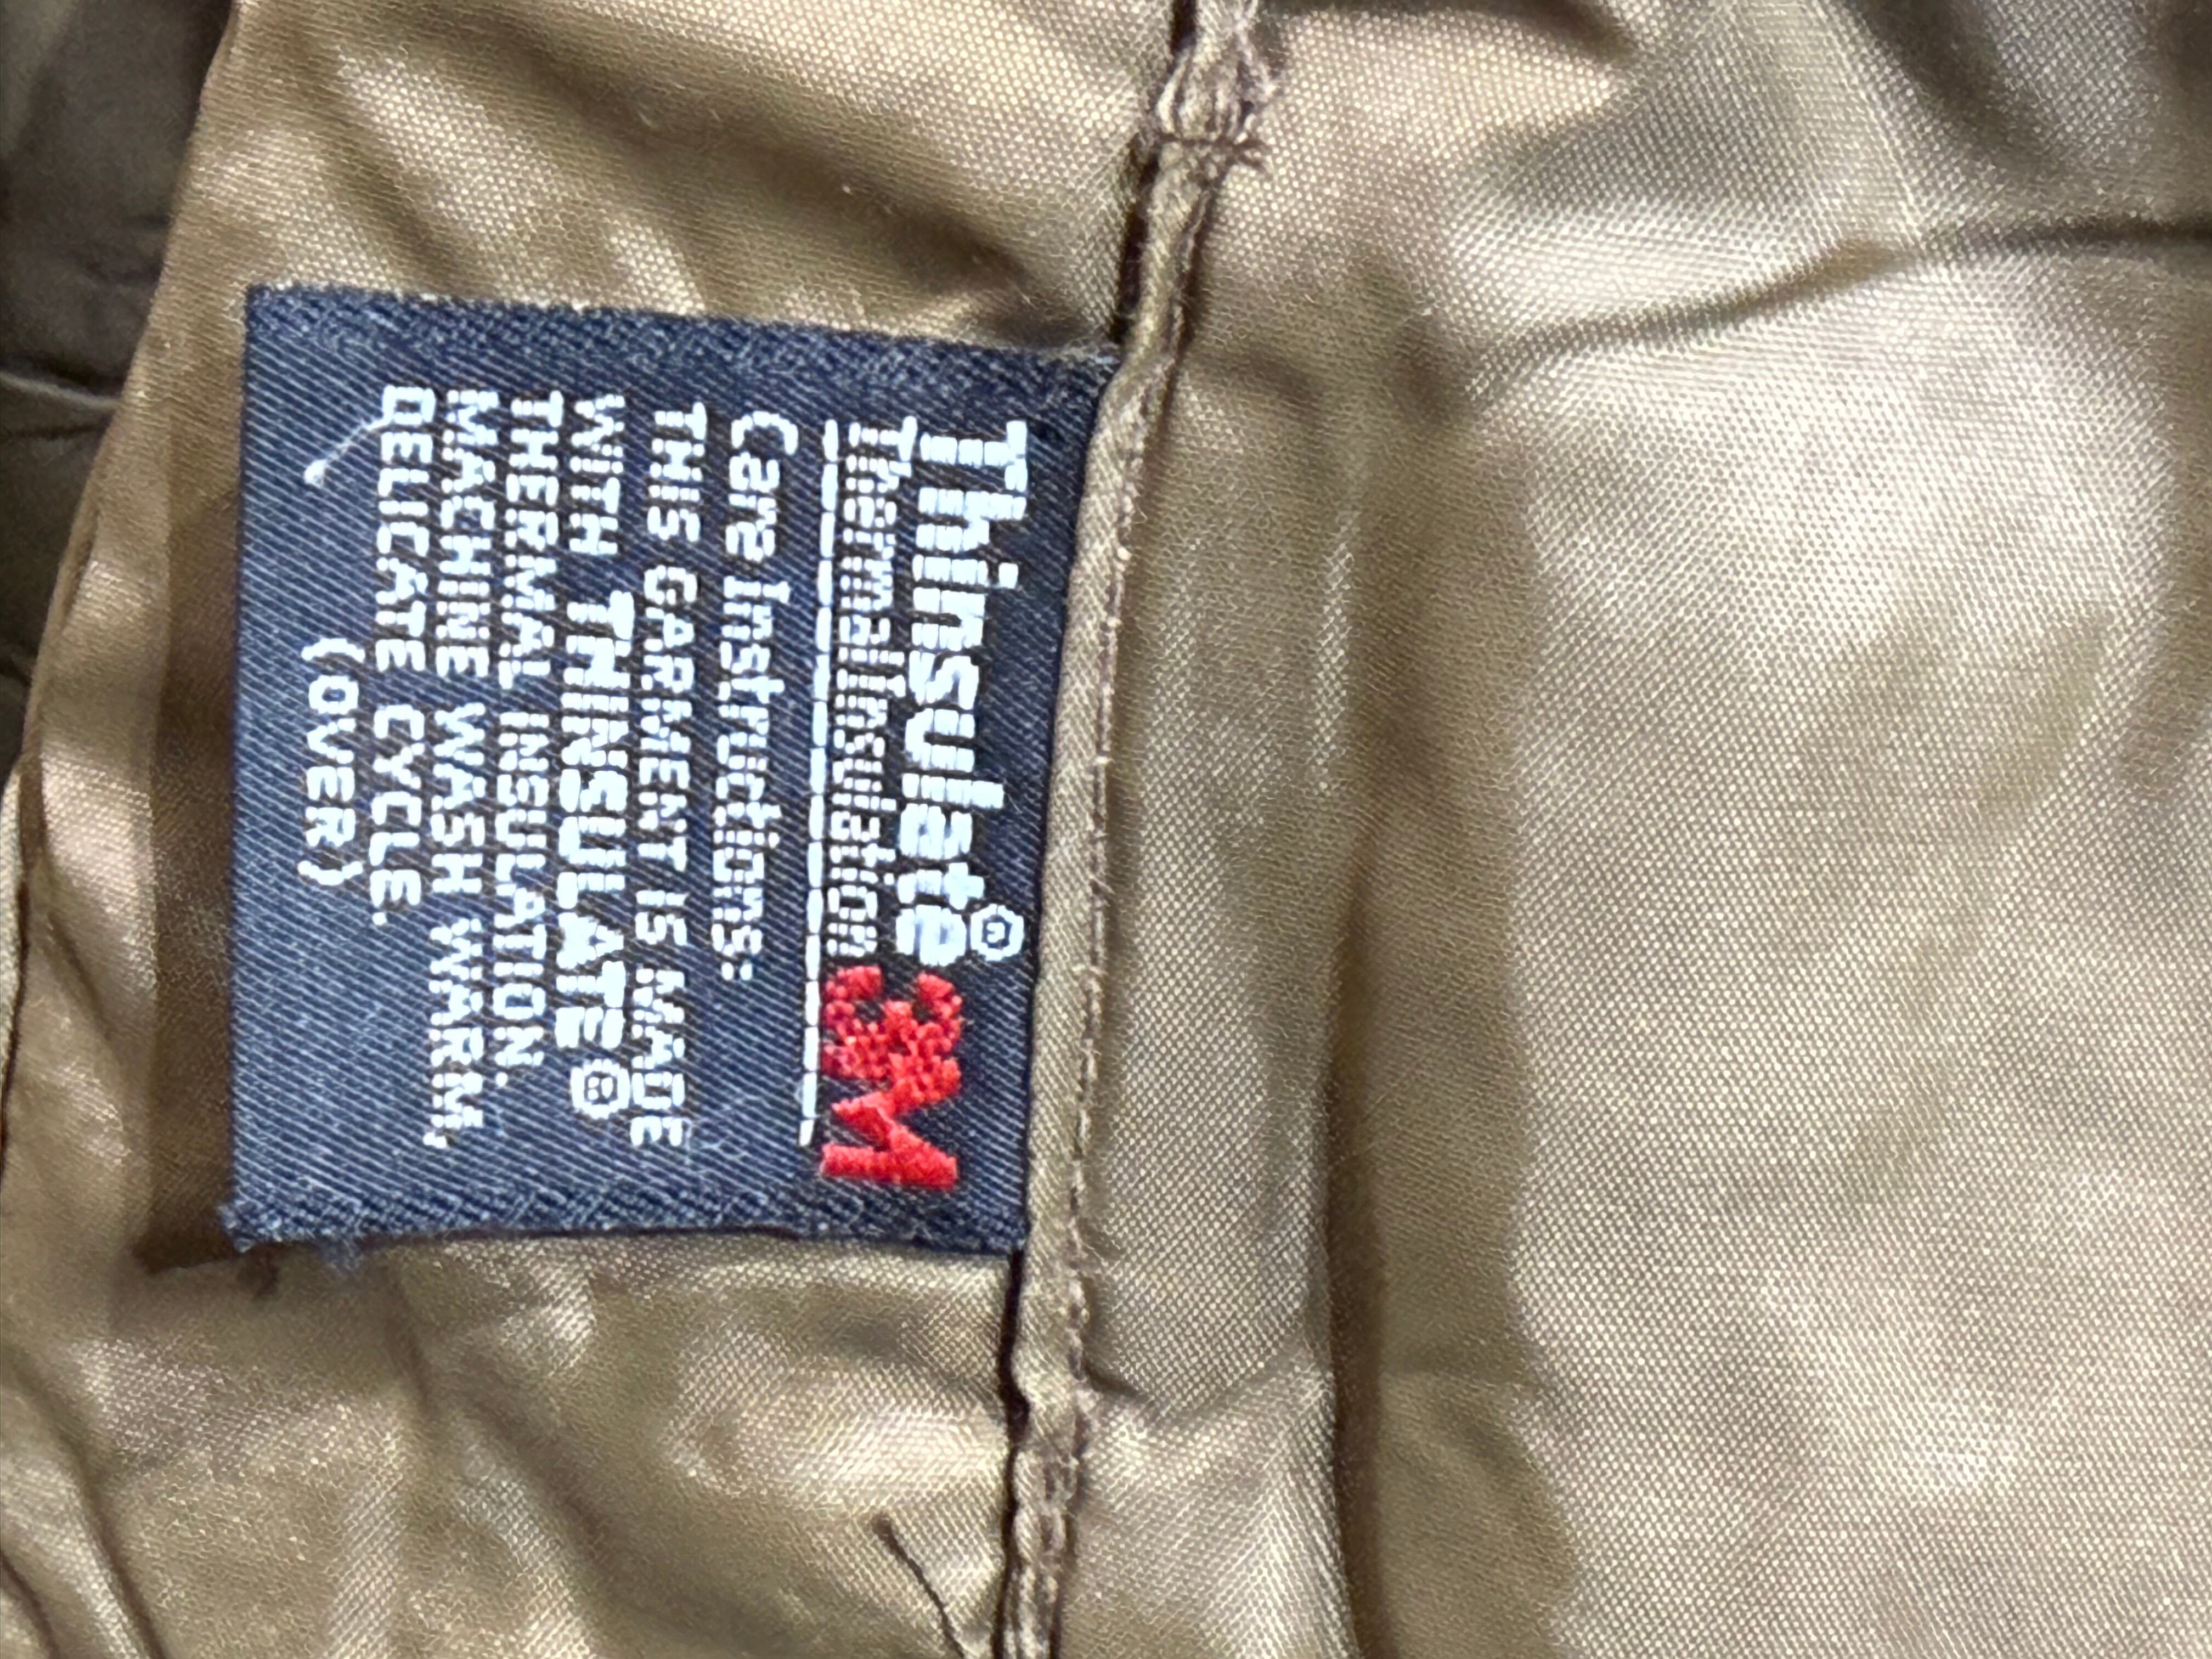 Thinsulate®
Thermal Insulation 3M
Care Instructions:
THIS GARMENT IS MADE
WITH THINSULATE®
THERMAL INSULATION.
MACHINE WASH WARM,
DELICATE CYCLE.
(OVER)